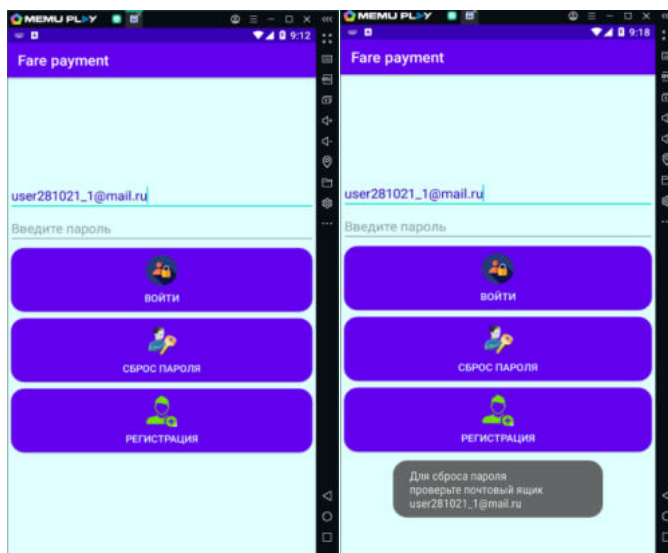 MEMU PLAY
9:12
Fare payment
user281021_1@mail.ru
Введите пароль
ВОЙТИ
СБРОС ПАРОЛЯ
РЕГИСТРАЦИЯ
MEMU PLAY
9:18
Fare payment
user281021_1@mail.ru
Введите пароль
ВОЙТИ
СБРОС ПАРОЛЯ
РЕГИСТРАЦИЯ
Для сброса пароля
проверьте почтовый ящик
user281021_1@mail.ru